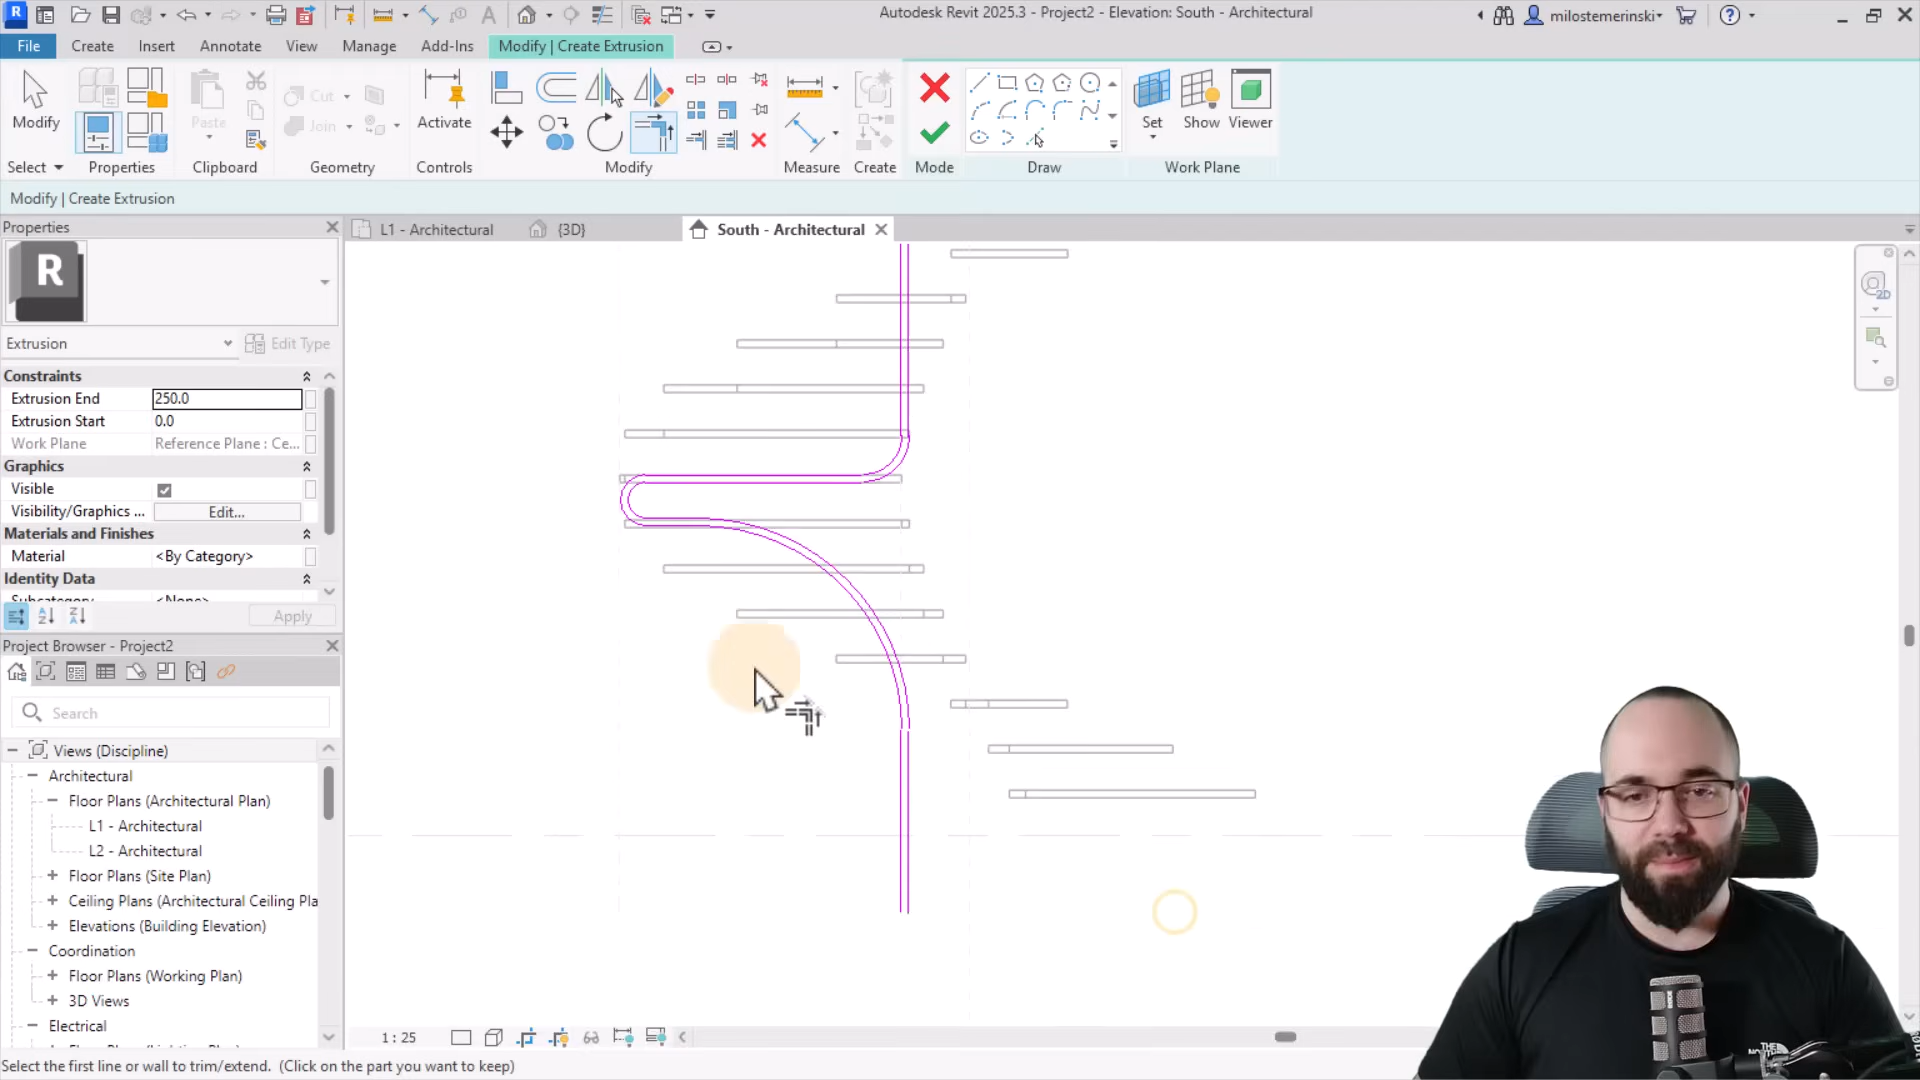 Autodesk Revit 2025.3 - Project2 - Elevation: South - Architectural
milostemerinski
File
Create
Insert
Annotate
View
Manage
Add-Ins
Modify | Create Extrusion
Modify
Paste
Cut
Join
Activate
Measure
Create
Set
Show
Viewer
Select
Properties
Clipboard
Geometry
Controls
Modify
Measure
Create
Mode
Draw
Work Plane
Modify | Create Extrusion
Properties
L1 - Architectural
{3D}
South - Architectural
R
Extrusion
Edit Type
Constraints
Extrusion End 250.0
Extrusion Start 0.0
Work Plane Reference Plane : Ce...
Graphics
Visible
Visibility/Graphics ... Edit...
Materials and Finishes
Material <By Category>
Identity Data
Apply
Project Browser - Project2
Search
Views (Discipline)
Architectural
Floor Plans (Architectural Plan)
L1 - Architectural
L2 - Architectural
Floor Plans (Site Plan)
Ceiling Plans (Architectural Ceiling Pla
Elevations (Building Elevation)
Coordination
Floor Plans (Working Plan)
3D Views
Electrical
1 : 25
Select the first line or wall to trim/extend. (Click on the part you want to keep)